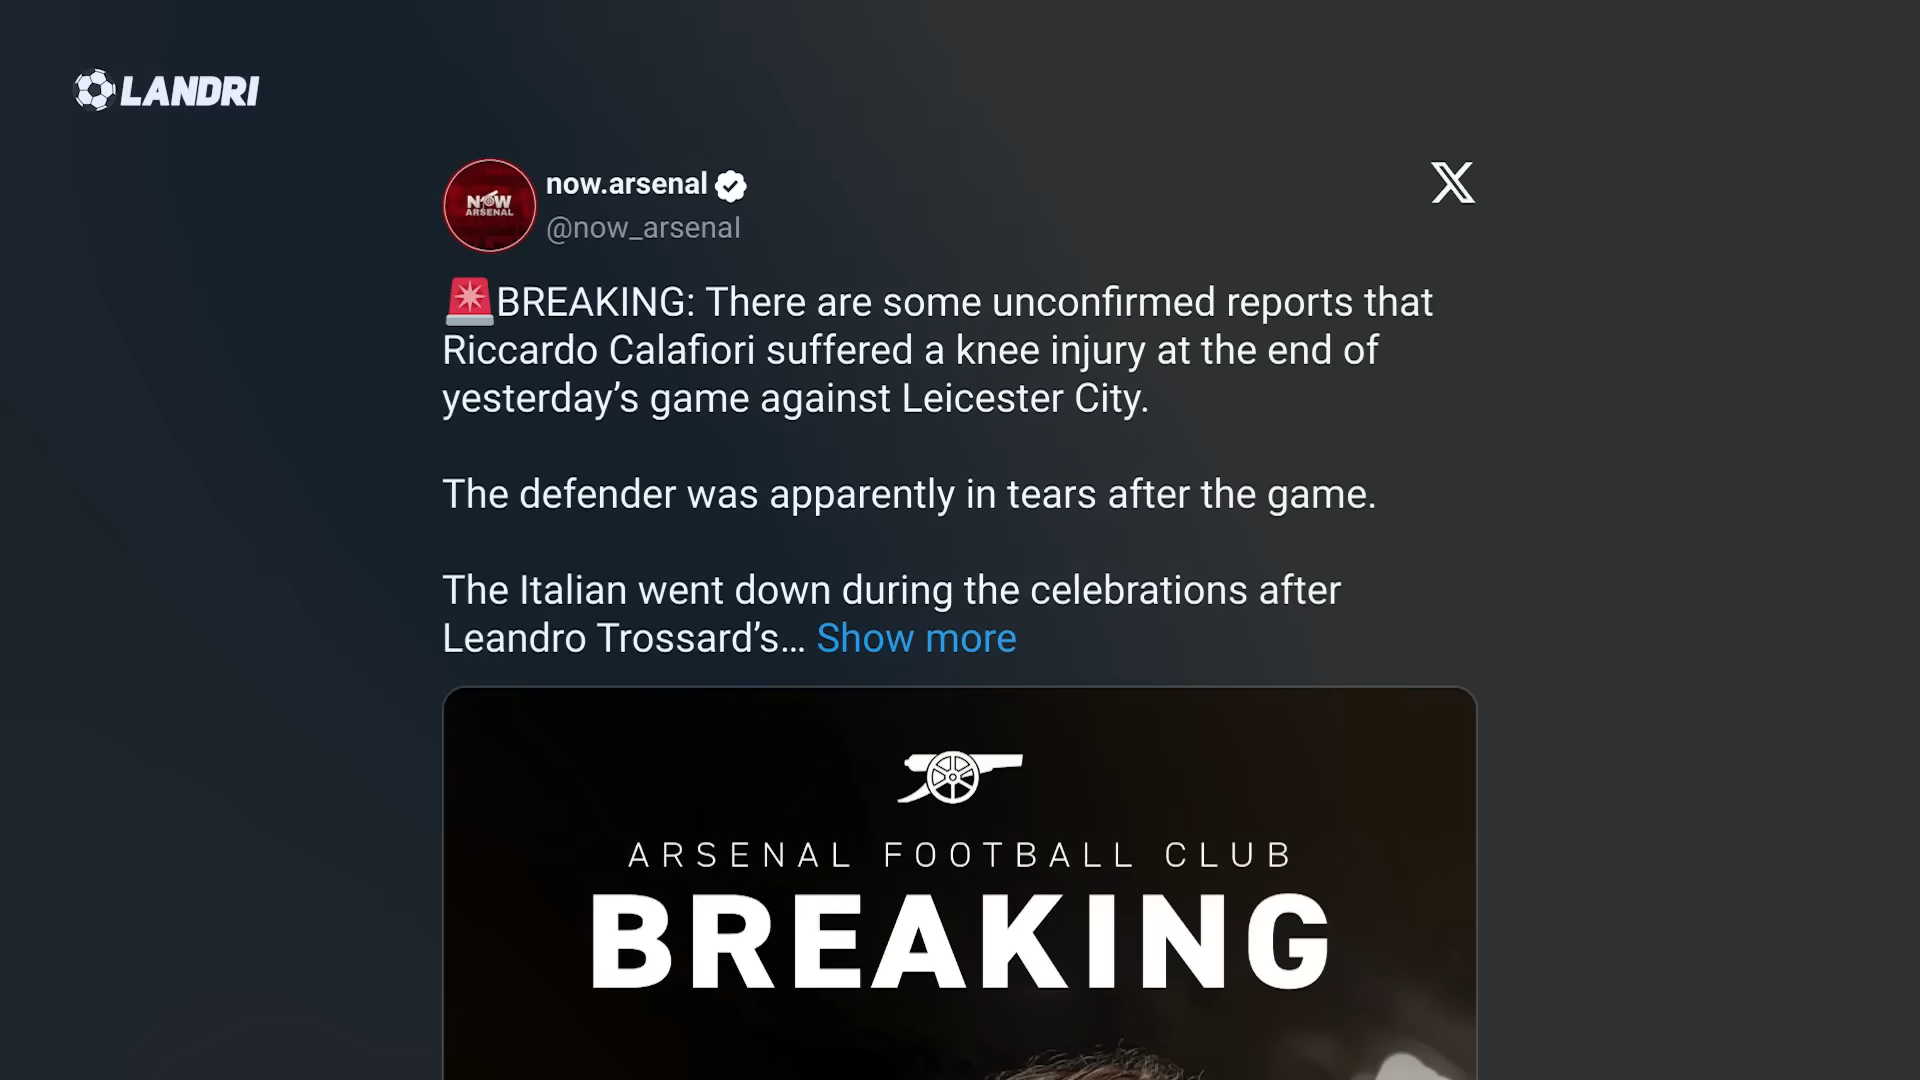 LANDRI
now.arsenal
@now_arsenal
NOW
ARSENAL
🚨BREAKING: There are some unconfirmed reports that
Riccardo Calafiori suffered a knee injury at the end of
yesterday’s game against Leicester City.
The defender was apparently in tears after the game.
The Italian went down during the celebrations after
Leandro Trossard’s... Show more
ARSENAL FOOTBALL CLUB
BREAKING